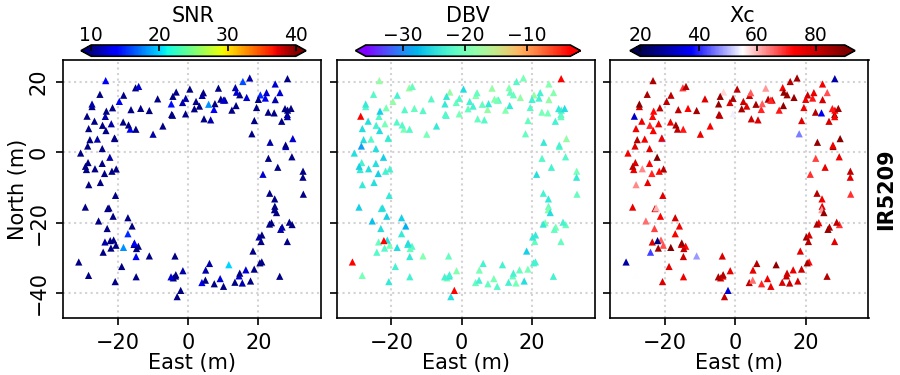 SNR DBV Xc
10 20 30 40 −30 −20 −10 20 40 60 80
20
0
−20
−40
North (m)
−20 0 20 −20 0 20 −20 0 20
East (m) East (m) East (m)
IR5209